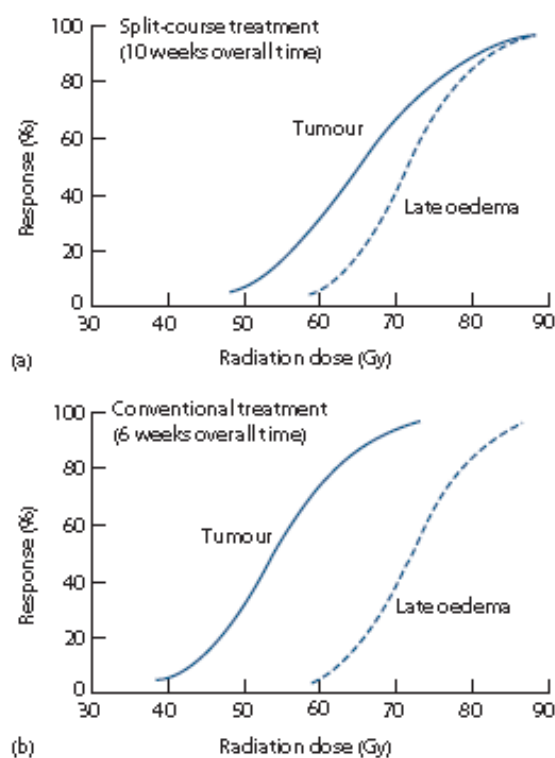 Split-course treatment
(10 weeks overall time)
100
80
60
40
20
0
Response (%)
Tumour
Late oedema
30 40 50 60 70 80 90
Radiation dose (Gy)
(a)
Conventional treatment
(6 weeks overall time)
100
80
60
40
20
0
Response (%)
Tumour
Late oedema
30 40 50 60 70 80 90
Radiation dose (Gy)
(b)